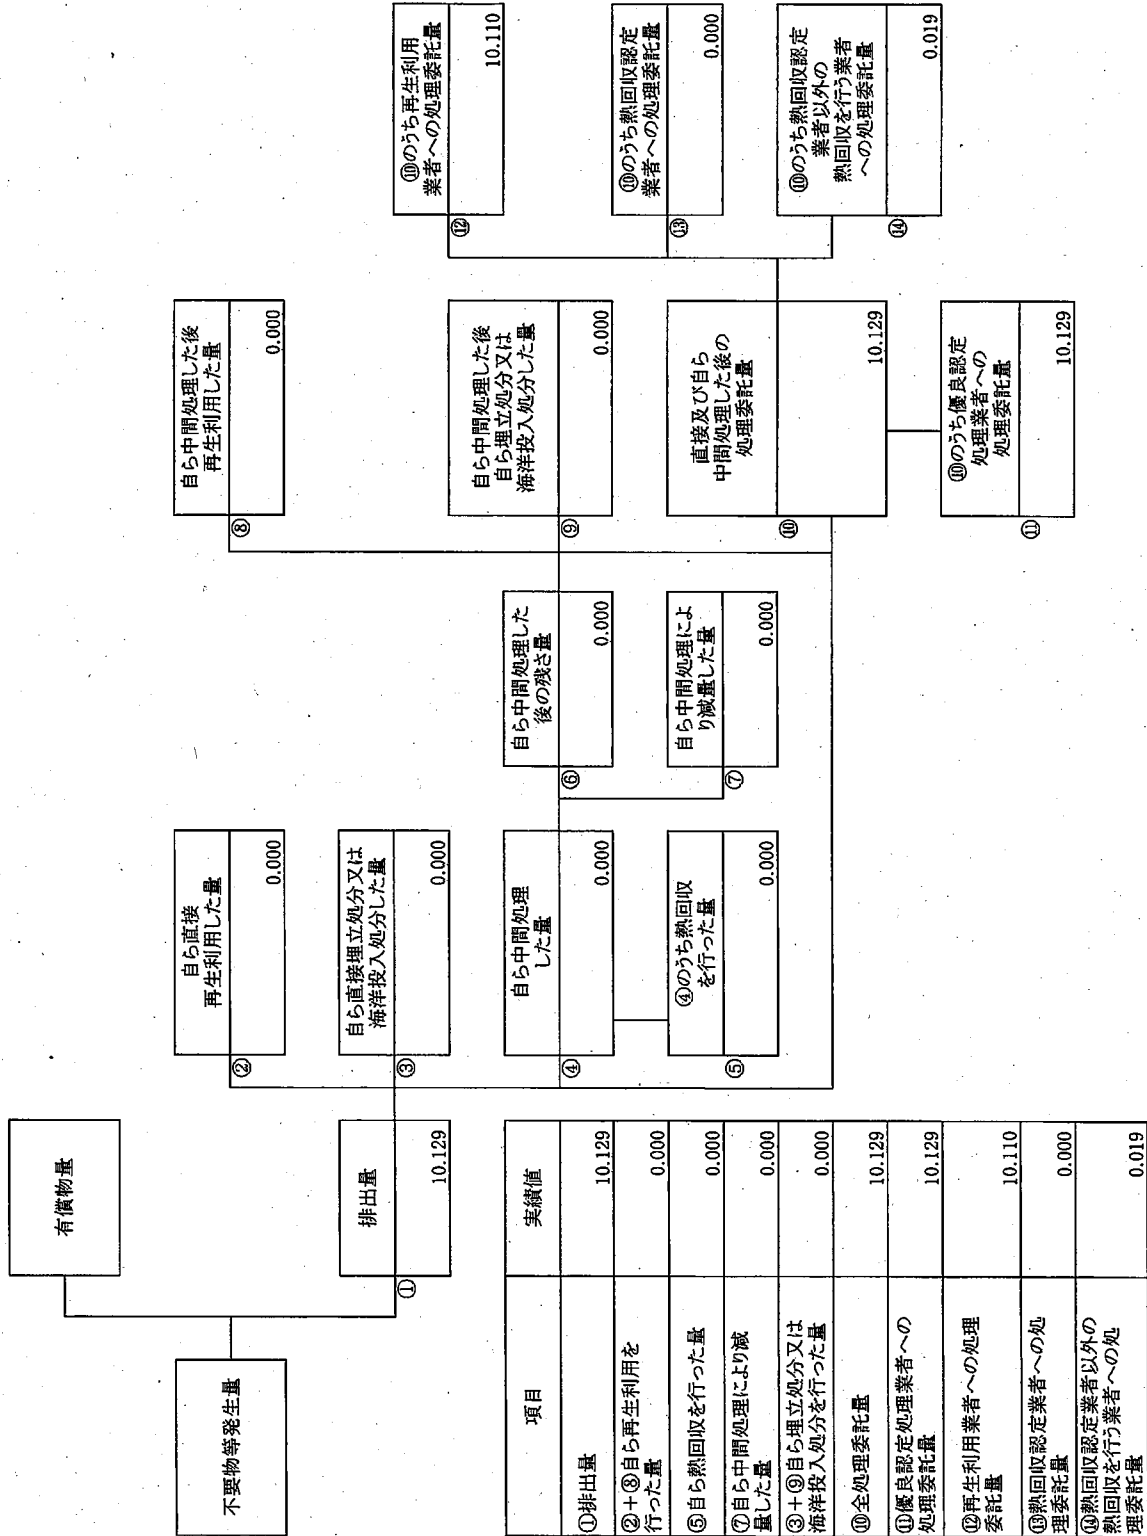 不要物等発生量
有償物量
①
排出量
10.129
②
自ら直接
再生利用した量
0.000
③
自ら直接埋立処分又は
海洋投入処分した量
0.000
④
自ら中間処理
した量
0.000
⑤
④のうち熱回収
を行った量
0.000
⑥
自ら中間処理した
後の残さ量
0.000
⑦
自ら中間処理によ
り減量した量
0.000
⑧
自ら中間処理した後
再生利用した量
0.000
⑨
自ら中間処理した後
自ら埋立処分又は
海洋投入処分した量
0.000
⑩
直接及び自ら
中間処理した後の
処理委託量
10.129
⑪
⑩のうち優良認定
処理業者への
処理委託量
10.129
⑫
⑩のうち再生利用
業者への処理委託量
10.110
⑬
⑩のうち熱回収認定
業者への処理委託量
0.000
⑭
⑩のうち熱回収認定
業者以外の
熱回収を行う業者
への処理委託量
0.019
項目 実績値
①排出量 10.129
②+⑧自ら再生利用を
行った量 0.000
⑤自ら熱回収を行った量 0.000
⑦自ら中間処理により減
量した量 0.000
③+⑨自ら埋立処分又は
海洋投入処分を行った量 0.000
⑩全処理委託量 10.129
⑪優良認定処理業者への
処理委託量 10.129
⑫再生利用業者への処理
委託量 10.110
⑬熱回収認定業者への処
理委託量 0.000
⑭熱回収認定業者以外の
熱回収を行う業者への処
理委託量 0.019